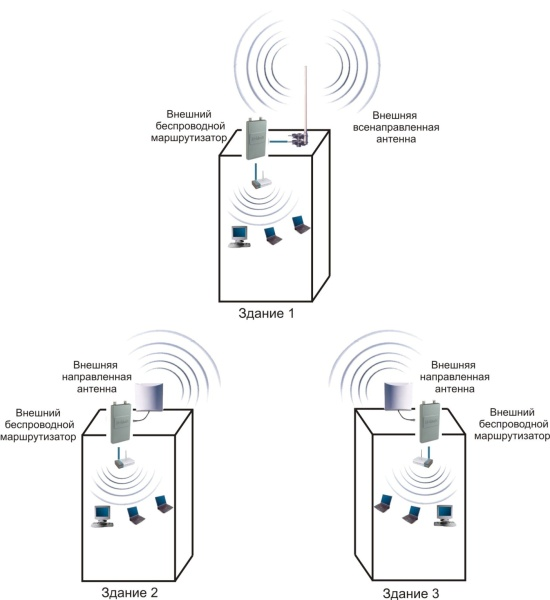 Внешний
беспроводной
маршрутизатор
Внешняя
всенаправленная
антенна
Здание 1
Внешняя
направленная
антенна
Внешний
беспроводной
маршрутизатор
Здание 2
Внешняя
направленная
антенна
Внешний
беспроводной
маршрутизатор
Здание 3